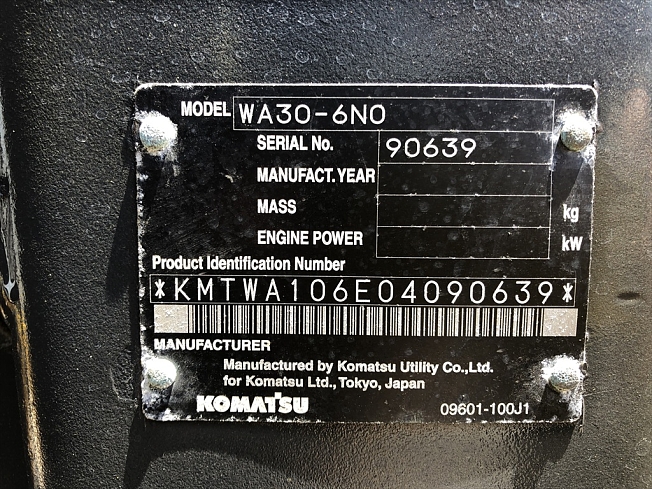 MODEL WA30-6N0
SERIAL No. 90639
MANUFACT.YEAR
MASS kg
ENGINE POWER kW
Product Identification Number
*KMTWA106E04090639*
MANUFACTURER
Manufactured by Komatsu Utility Co.,Ltd.
for Komatsu Ltd.,Tokyo, Japan
KOMATSU 09601-100J1